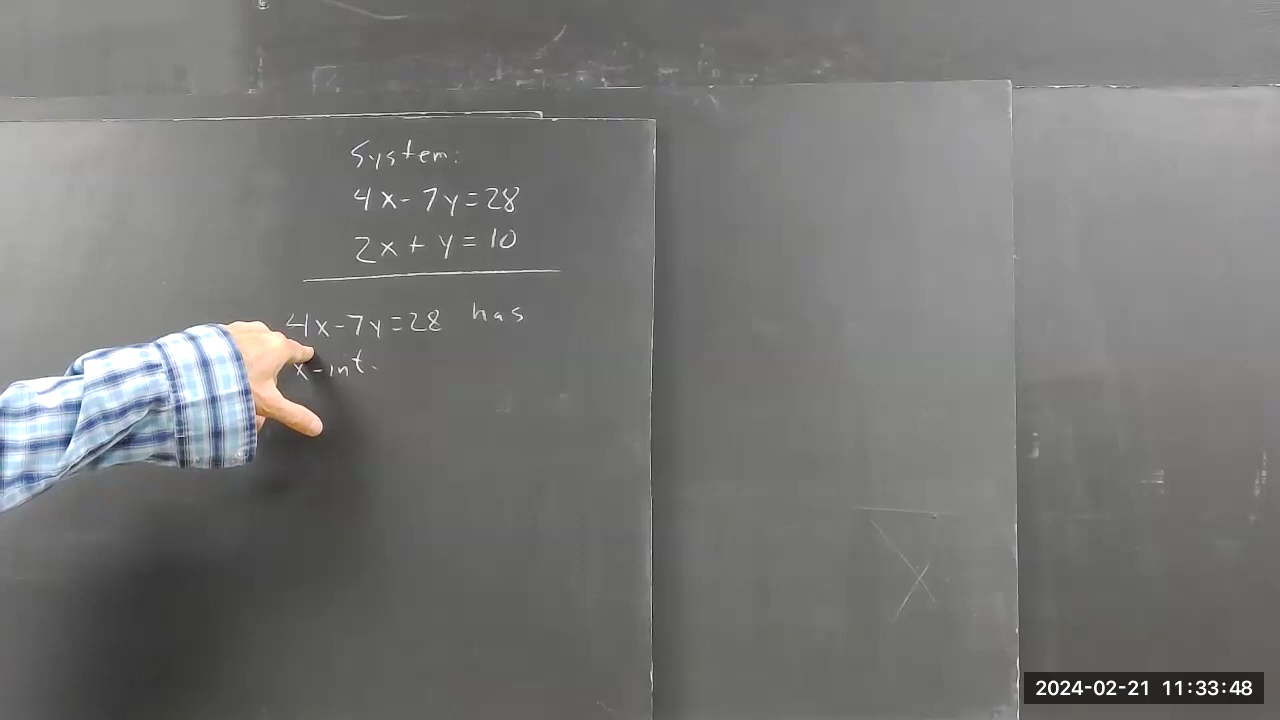 System:
4x - 7y = 28
2x + y = 10
4x - 7y = 28 has
x-int.
2024-02-21 11:33:48